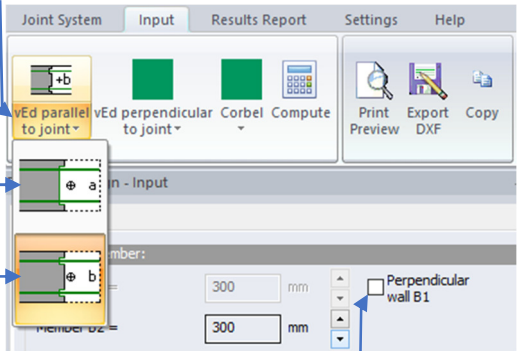 Joint System Input Results Report Settings Help
+b
vEd parallel to joint
vEd perpendicular to joint
Corbel
Compute
Print Preview
Export DXF
Copy
a
n - Input
b
mber:
= 300 mm
Perpendicular
wall B1
Member B2 = 300 mm